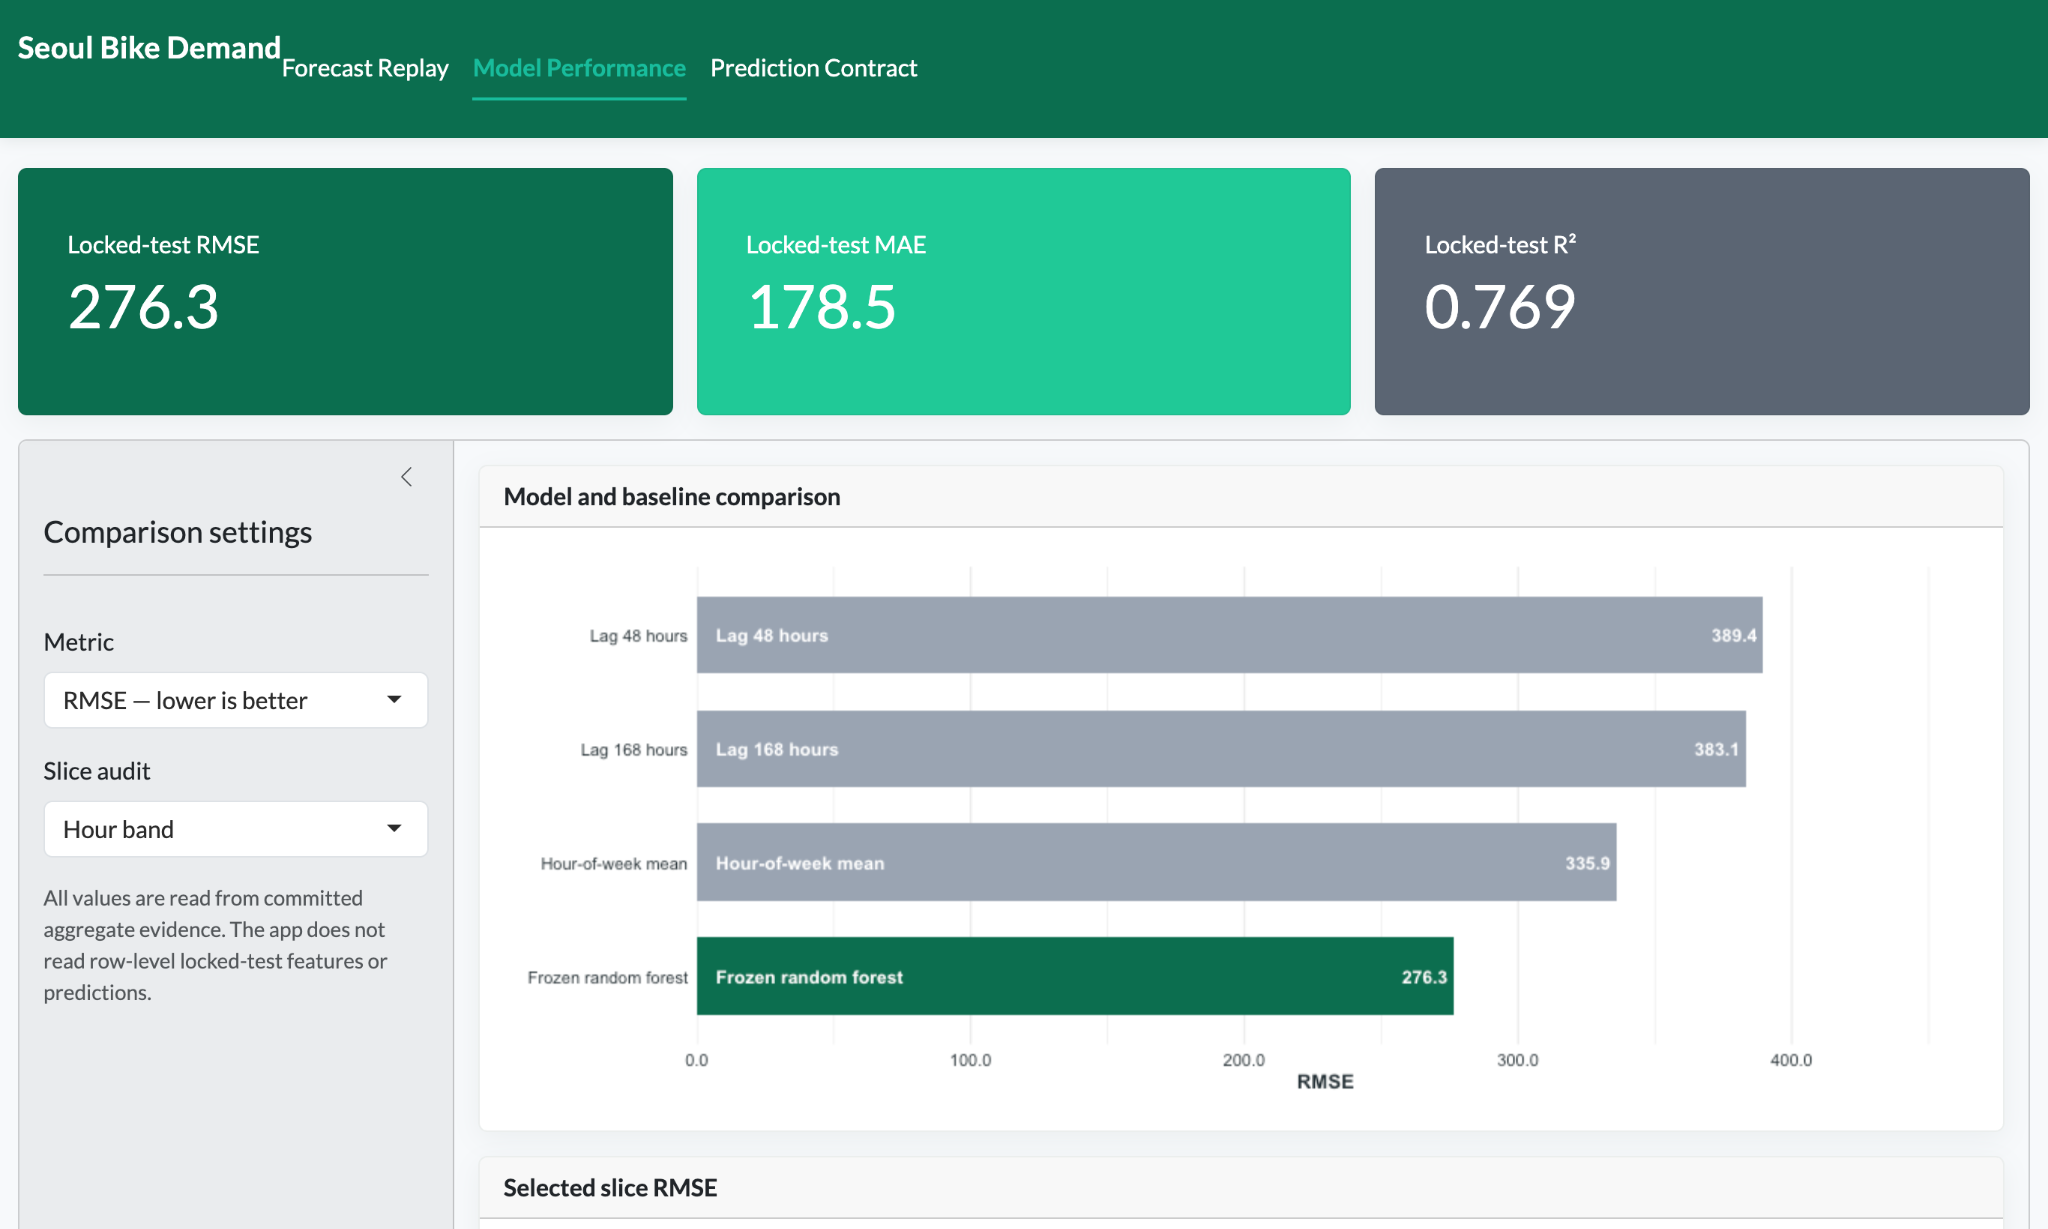 Seoul Bike Demand
Forecast Replay
Model Performance
Prediction Contract
Locked-test RMSE
276.3
Locked-test MAE
178.5
Locked-test R²
0.769
Comparison settings
Metric
RMSE — lower is better
Slice audit
Hour band
All values are read from committed
aggregate evidence. The app does not
read row-level locked-test features or
predictions.
Model and baseline comparison
Lag 48 hours
Lag 48 hours
389.4
Lag 168 hours
Lag 168 hours
383.1
Hour-of-week mean
Hour-of-week mean
335.9
Frozen random forest
Frozen random forest
276.3
0.0
100.0
200.0
300.0
400.0
RMSE
Selected slice RMSE